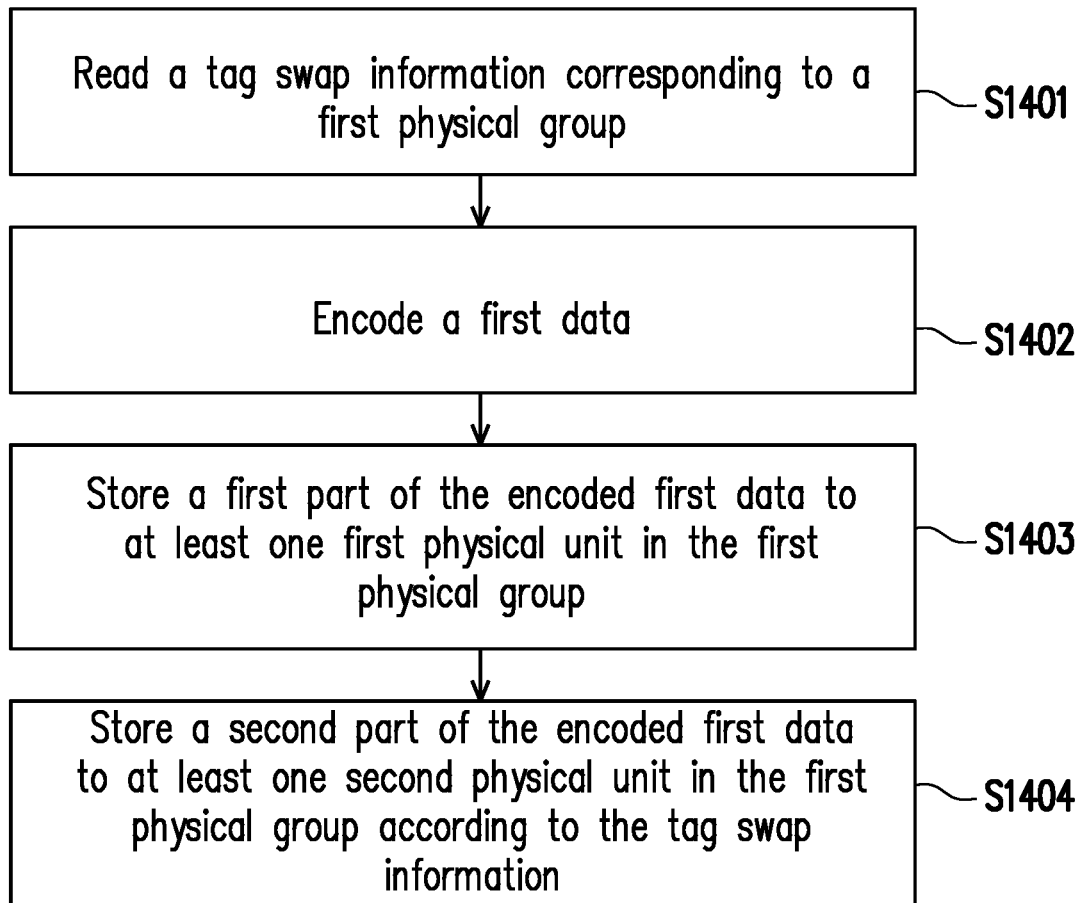 Read a tag swap information corresponding to a
first physical group
S1401
Encode a first data
S1402
Store a first part of the encoded first data to
at least one first physical unit in the first
physical group
S1403
Store a second part of the encoded first data
to at least one second physical unit in the first
physical group according to the tag swap
information
S1404